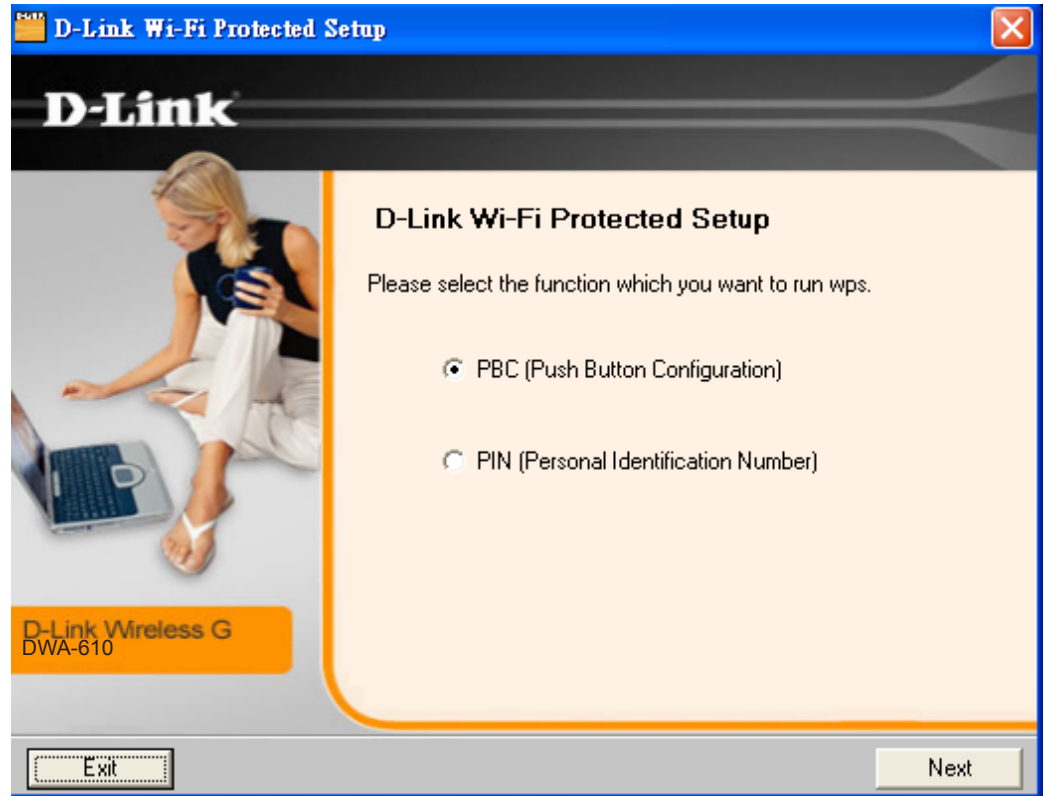 D-Link Wi-Fi Protected Setup
D-Link
D-Link Wi-Fi Protected Setup
Please select the function which you want to run wps.
PBC (Push Button Configuration)
PIN (Personal Identification Number)
D-Link Wireless G
DWA-610
Exit
Next